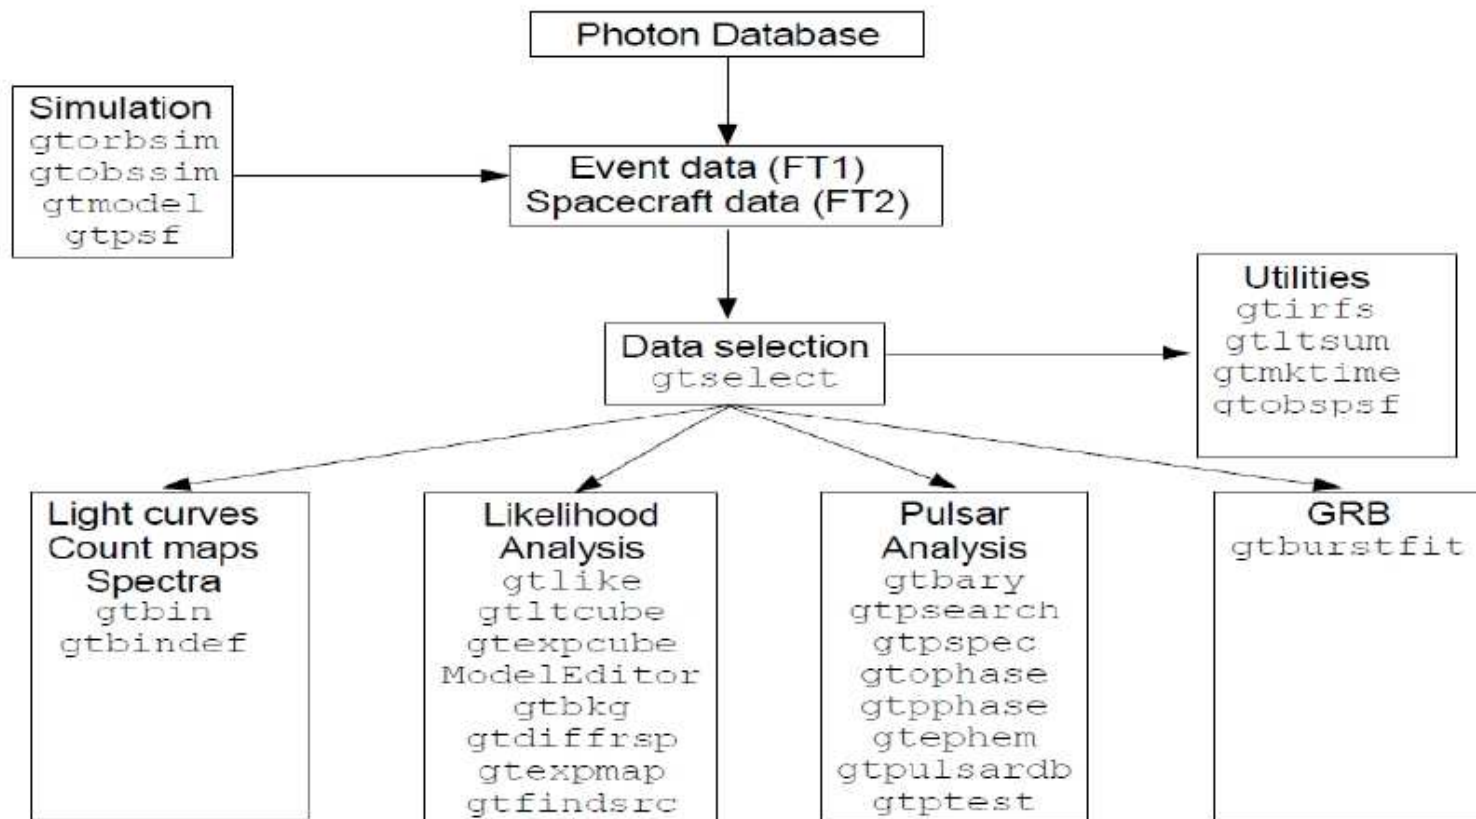 Photon Database
Simulation
gtorbsim
gtobssim
gtmodel
gtpsf
Event data (FT1)
Spacecraft data (FT2)
Utilities
gtirfs
gtltsum
gtmktime
gtobspsf
Data selection
gtselect
Light curves
Count maps
Spectra
gtbin
gtbindef
Likelihood
Analysis
gtlike
gtltcube
gtexpcube
ModelEditor
gtbkg
gtdiffrsp
gtexpmap
gtfindsrc
Pulsar
Analysis
gtbary
gtpsearch
gtpspec
gtophase
gtpphase
gtephem
gtpulsardb
gtptest
GRB
gtburstfit